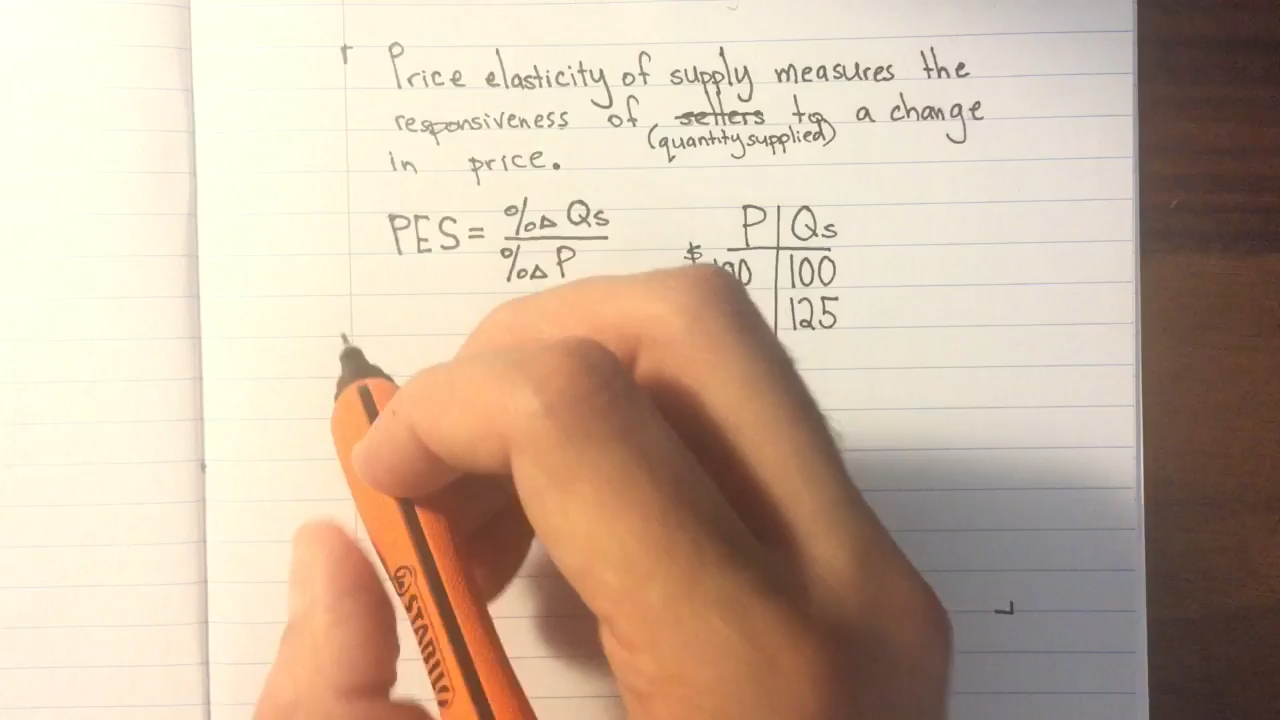 Price elasticity of supply measures the
responsiveness of sellers to a change
(quantity supplied)
in price.
PES = %Δ Qs
%Δ P
P Qs
$ 100
125
STABILO